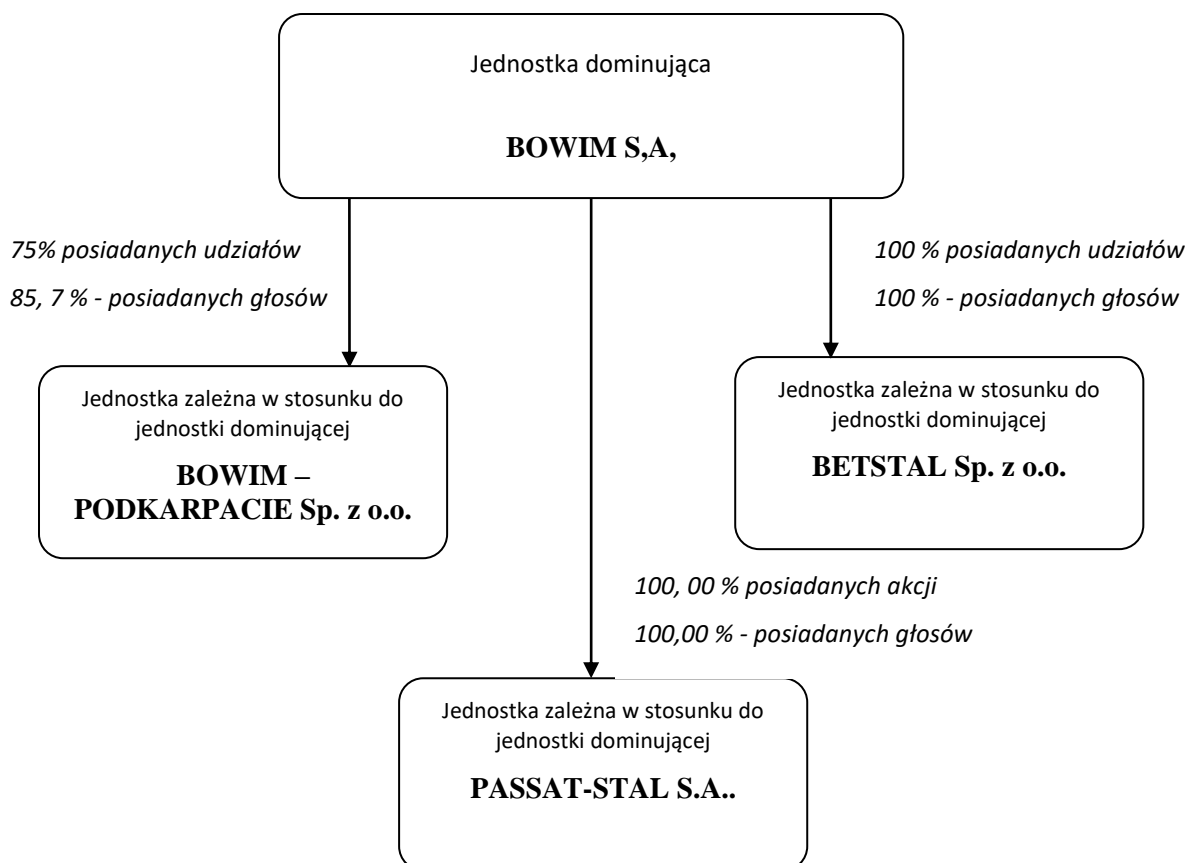 Jednostka dominująca
BOWIM S,A,
75% posiadanych udziałów
85, 7 % - posiadanych głosów
100 % posiadanych udziałów
100 % - posiadanych głosów
Jednostka zależna w stosunku do
jednostki dominującej
BOWIM –
PODKARPACIE Sp. z o.o.
Jednostka zależna w stosunku do
jednostki dominującej
BETSTAL Sp. z o.o.
100, 00 % posiadanych akcji
100,00 % - posiadanych głosów
Jednostka zależna w stosunku do
jednostki dominującej
PASSAT-STAL S.A..